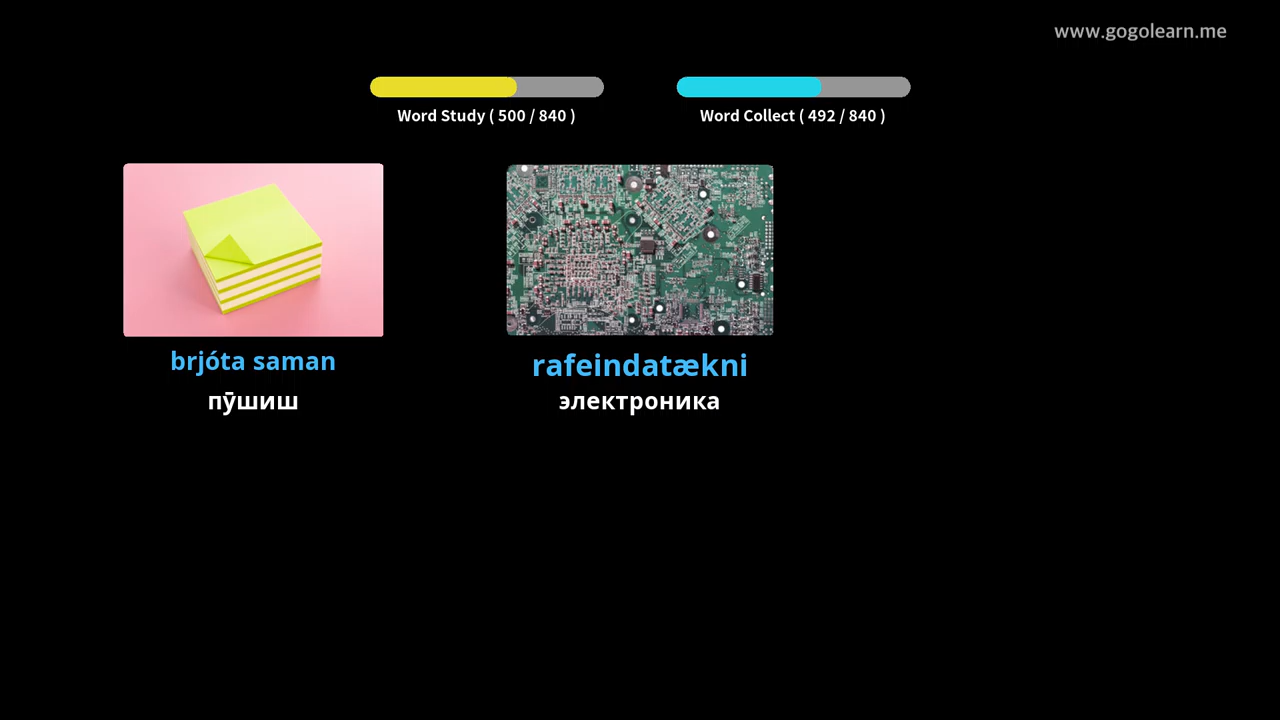 www.gogolearn.me
Word Study ( 500 / 840 )
Word Collect ( 492 / 840 )
brjóta saman
пӯшиш
rafeindatækni
электроника